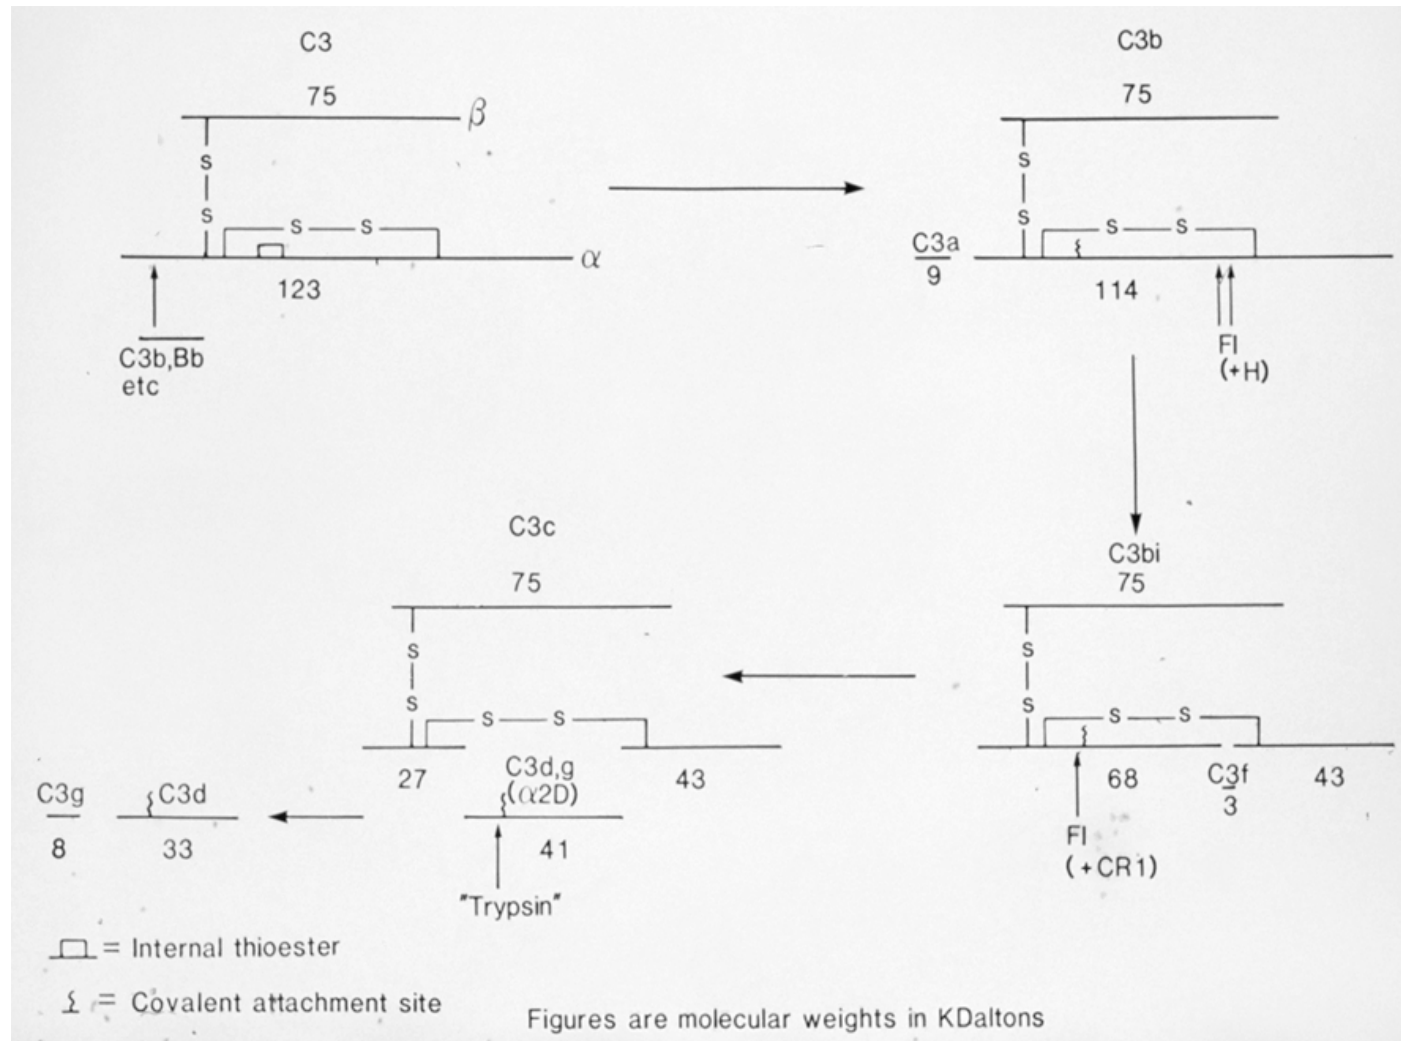 C3
75
β
S
S
S S
α
123
C3b,Bb
etc
C3b
75
S
S
S S
C3a
9
114
FI
(+H)
C3bi
75
S
S
S S
68
C3f
3
43
FI
(+CR1)
C3c
75
S
S
S S
27
C3d,g
(α2D)
43
41
"Trypsin"
C3g
8
C3d
33
= Internal thioester
= Covalent attachment site
Figures are molecular weights in KDaltons